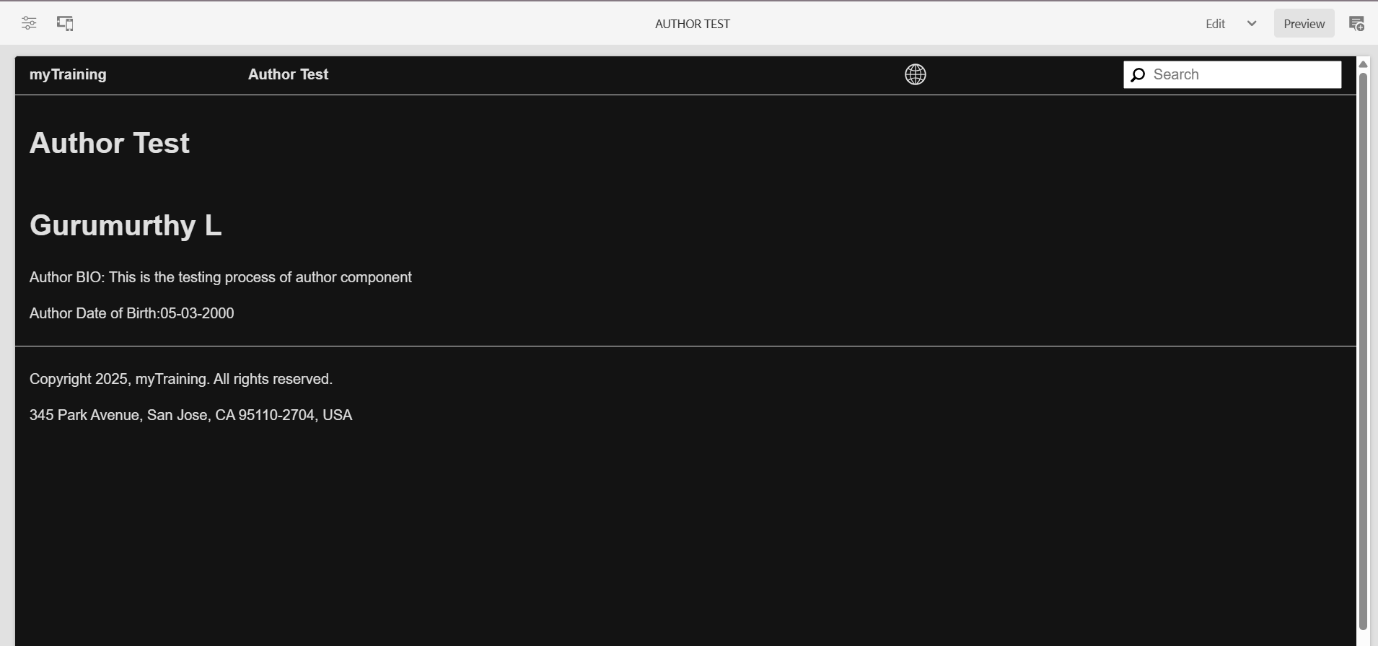 AUTHOR TEST
Edit
Preview
myTraining
Author Test
Search
Author Test
Gurumurthy L
Author BIO: This is the testing process of author component
Author Date of Birth:05-03-2000
Copyright 2025, myTraining. All rights reserved.
345 Park Avenue, San Jose, CA 95110-2704, USA